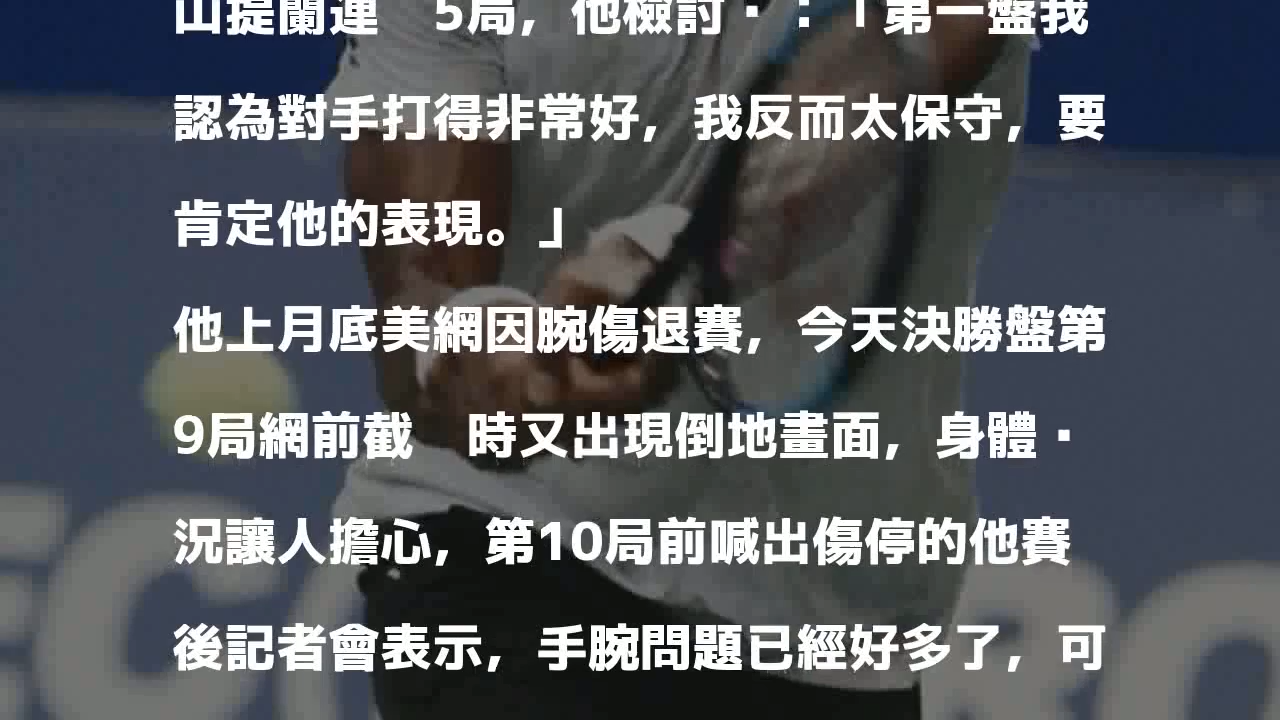 山提闌連 5局，他檢討▪：「第一盤我
認為對手打得非常好，我反而太保守，要
肯定他的表現。」
他上月底美網因腕傷退賽，今天決勝盤第
9局網前截 時又出現倒地畫面，身體▪
況讓人擔心，第10局前喊出傷停的他賽
後記者會表示，手腕問題已經好多了，可